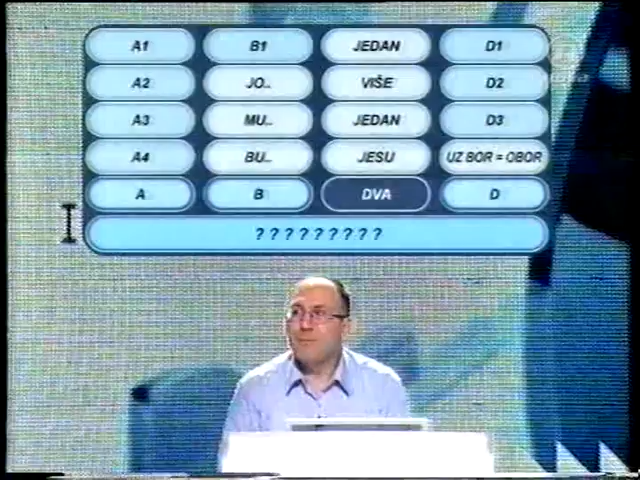 A1 B1 JEDAN D1
A2 JO.. VIŠE D2
A3 MU.. JEDAN D3
A4 BU.. JESU UZ BOR = OBOR
A B DVA D
?????????